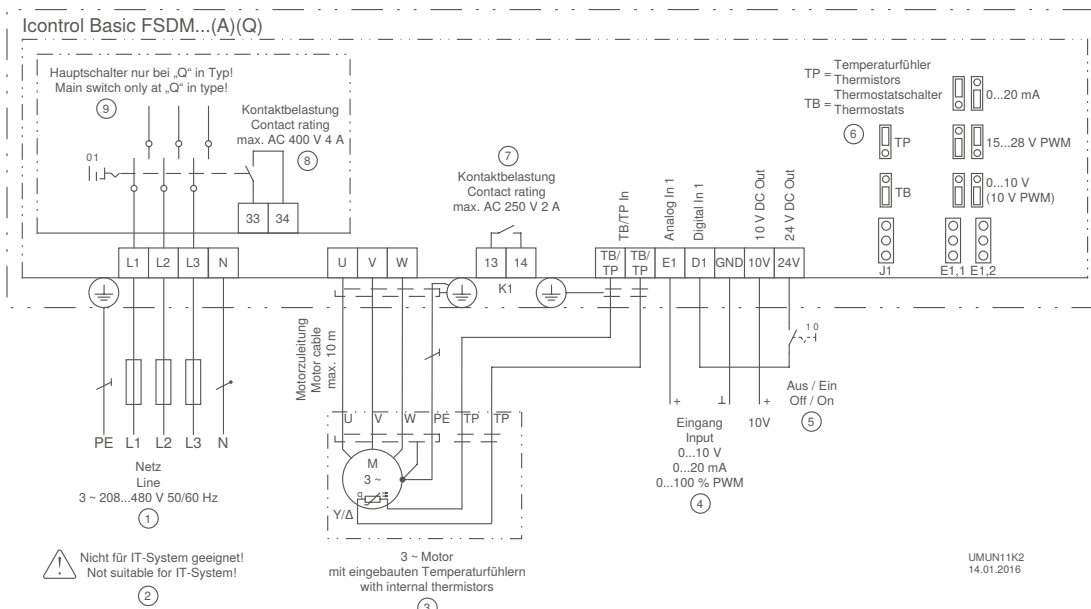 Icontrol Basic FSDM...(A)(Q)
Hauptschalter nur bei „Q“ in Typ!
Main switch only at „Q“ in type!
9
Kontaktbelastung
Contact rating
max. AC 400 V 4 A
8
0 1
33 34
7
Kontaktbelastung
Contact rating
max. AC 250 V 2 A
TB/TP In
Analog In 1
Digital In 1
10 V DC Out
24 V DC Out
TP = Temperaturfühler
Thermistors
TB = Thermostatschalter
Thermostats
6
TP
TB
J1
0...20 mA
15...28 V PWM
0...10 V
(10 V PWM)
E1,1 E1,2
L1 L2 L3 N
U V W
13 14
K1
TB/TP TB/TP E1 D1 GND 10V 24V
Motorzuleitung
Motor cable
max. 10 m
1 0
Aus / Ein
Off / On
5
PE L1 L2 L3 N
Netz
Line
3 ~ 208...480 V 50/60 Hz
1
U V W PE TP TP
M
3 ~
Y/Δ
+ ⊥ +
Eingang
Input
0...10 V
0...20 mA
0...100 % PWM
4
10V
Nicht für IT-System geeignet!
Not suitable for IT-System!
2
3 ~ Motor
mit eingebauten Temperaturfühlern
with internal thermistors
3
UMUN11K2
14.01.2016